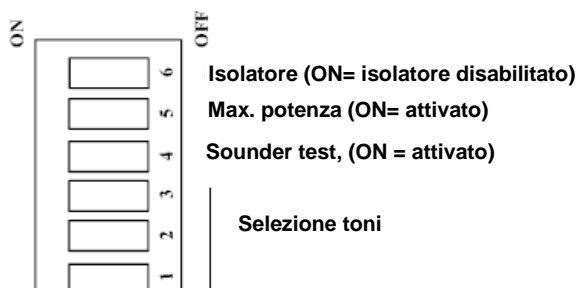 ON
OFF
6
Isolatore (ON= isolatore disabilitato)
5
Max. potenza (ON= attivato)
4
Sounder test, (ON = attivato)
3
Selezione toni
2
1